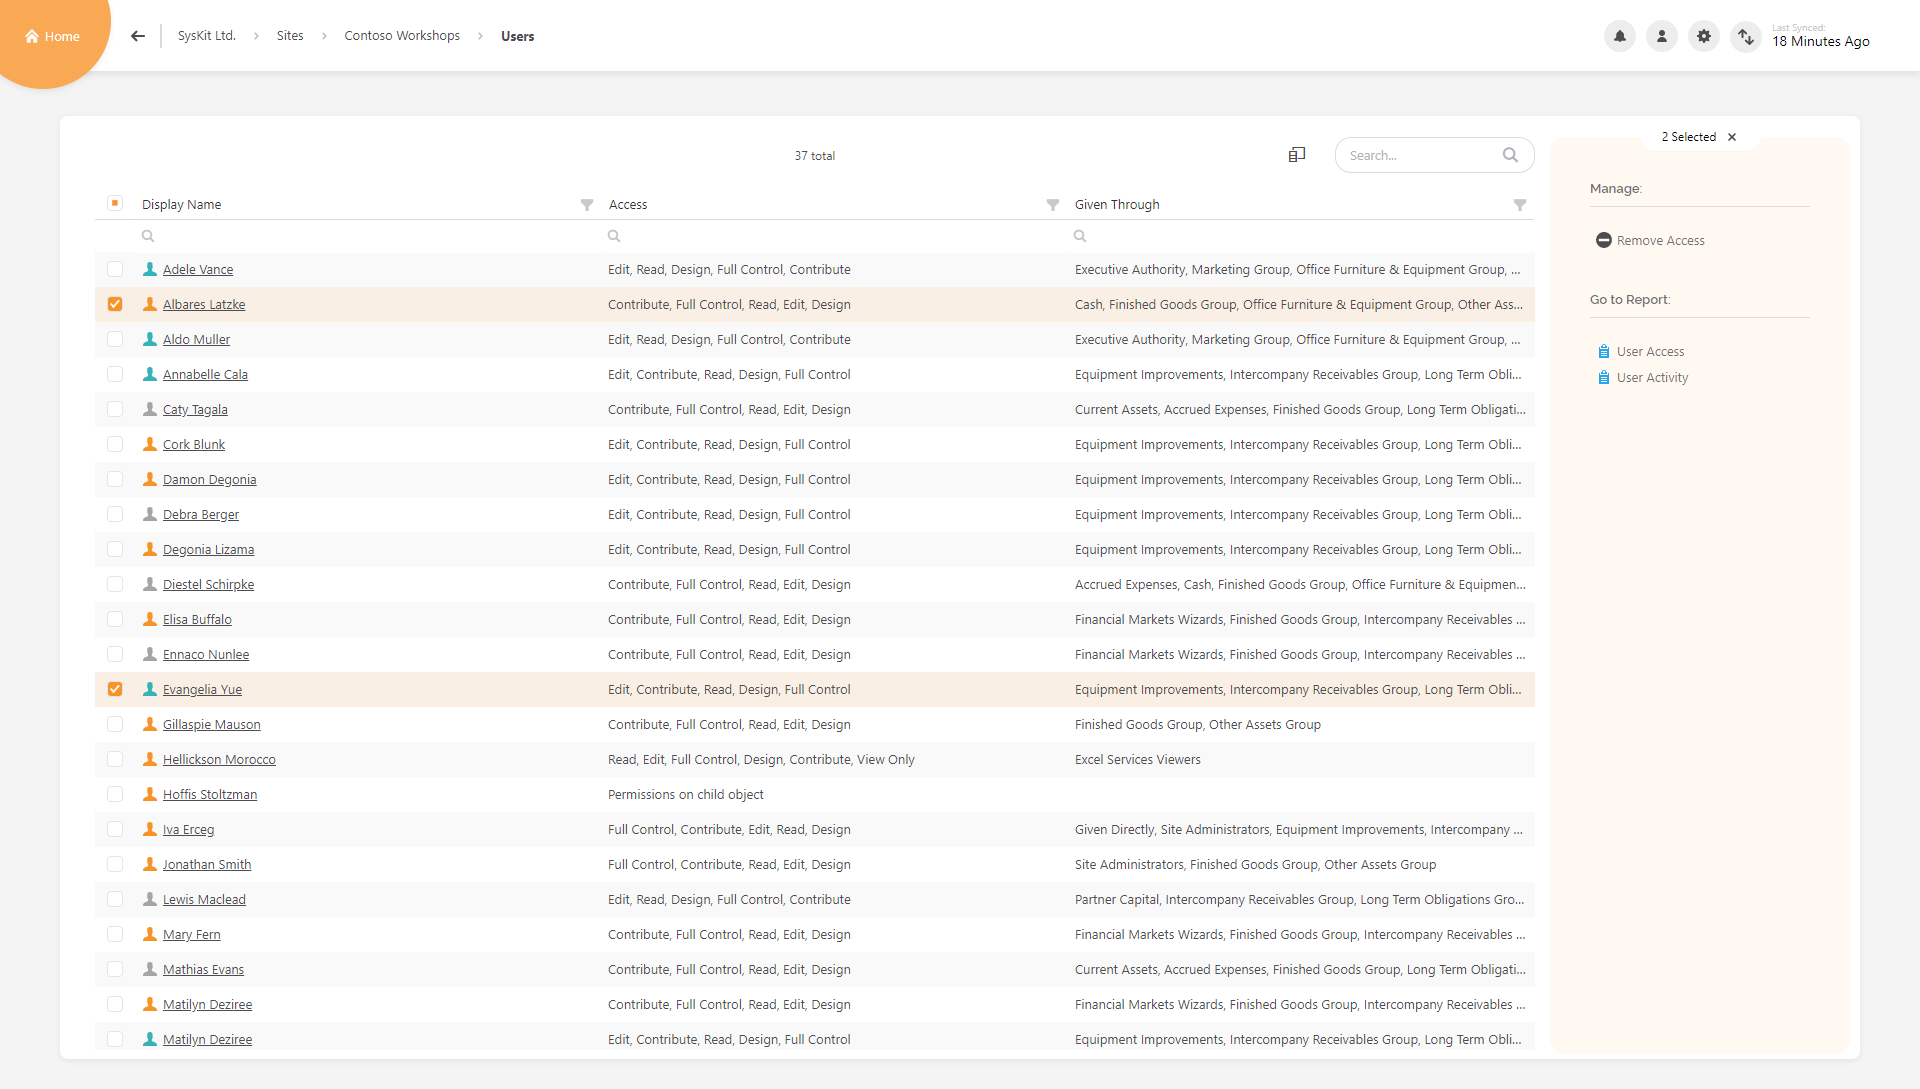 Home
SysKit Ltd. > Sites > Contoso Workshops > Users
Last Synced:
18 Minutes Ago
37 total
Search...
2 Selected
Display Name Access Given Through
Adele Vance Edit, Read, Design, Full Control, Contribute Executive Authority, Marketing Group, Office Furniture & Equipment Group, ...
Albares Latzke Contribute, Full Control, Read, Edit, Design Cash, Finished Goods Group, Office Furniture & Equipment Group, Other Ass...
Aldo Muller Edit, Read, Design, Full Control, Contribute Executive Authority, Marketing Group, Office Furniture & Equipment Group, ...
Annabelle Cala Edit, Contribute, Read, Design, Full Control Equipment Improvements, Intercompany Receivables Group, Long Term Obli...
Caty Tagala Contribute, Full Control, Read, Edit, Design Current Assets, Accrued Expenses, Finished Goods Group, Long Term Obligati...
Cork Blunk Edit, Contribute, Read, Design, Full Control Equipment Improvements, Intercompany Receivables Group, Long Term Obli...
Damon Degonia Edit, Contribute, Read, Design, Full Control Equipment Improvements, Intercompany Receivables Group, Long Term Obli...
Debra Berger Edit, Contribute, Read, Design, Full Control Equipment Improvements, Intercompany Receivables Group, Long Term Obli...
Degonia Lizama Edit, Contribute, Read, Design, Full Control Equipment Improvements, Intercompany Receivables Group, Long Term Obli...
Diestel Schirpke Contribute, Full Control, Read, Edit, Design Accrued Expenses, Cash, Finished Goods Group, Office Furniture & Equipmen...
Elisa Buffalo Contribute, Full Control, Read, Edit, Design Financial Markets Wizards, Finished Goods Group, Intercompany Receivables ...
Ennaco Nunlee Contribute, Full Control, Read, Edit, Design Financial Markets Wizards, Finished Goods Group, Intercompany Receivables ...
Evangelia Yue Edit, Contribute, Read, Design, Full Control Equipment Improvements, Intercompany Receivables Group, Long Term Obli...
Gillaspie Mauson Contribute, Full Control, Read, Edit, Design Finished Goods Group, Other Assets Group
Hellickson Morocco Read, Edit, Full Control, Design, Contribute, View Only Excel Services Viewers
Hoffis Stoltzman Permissions on child object
Iva Erceg Full Control, Contribute, Edit, Read, Design Given Directly, Site Administrators, Equipment Improvements, Intercompany ...
Jonathan Smith Full Control, Contribute, Read, Edit, Design Site Administrators, Finished Goods Group, Other Assets Group
Lewis Maclead Edit, Read, Design, Full Control, Contribute Partner Capital, Intercompany Receivables Group, Long Term Obligations Gro...
Mary Fern Contribute, Full Control, Read, Edit, Design Financial Markets Wizards, Finished Goods Group, Intercompany Receivables ...
Mathias Evans Contribute, Full Control, Read, Edit, Design Current Assets, Accrued Expenses, Finished Goods Group, Long Term Obligati...
Matilyn Deziree Contribute, Full Control, Read, Edit, Design Financial Markets Wizards, Finished Goods Group, Intercompany Receivables ...
Matilyn Deziree Edit, Contribute, Read, Design, Full Control Equipment Improvements, Intercompany Receivables Group, Long Term Obli...
Manage:
Remove Access
Go to Report:
User Access
User Activity